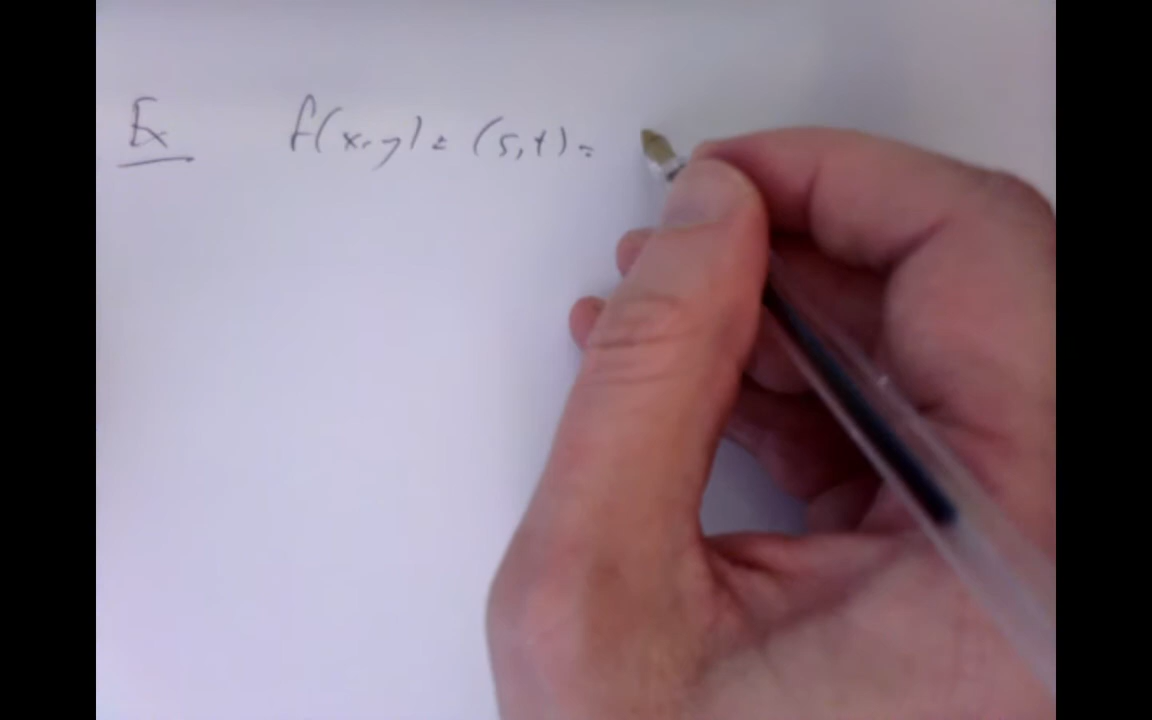 Ex f(x,y) = (s,t) =